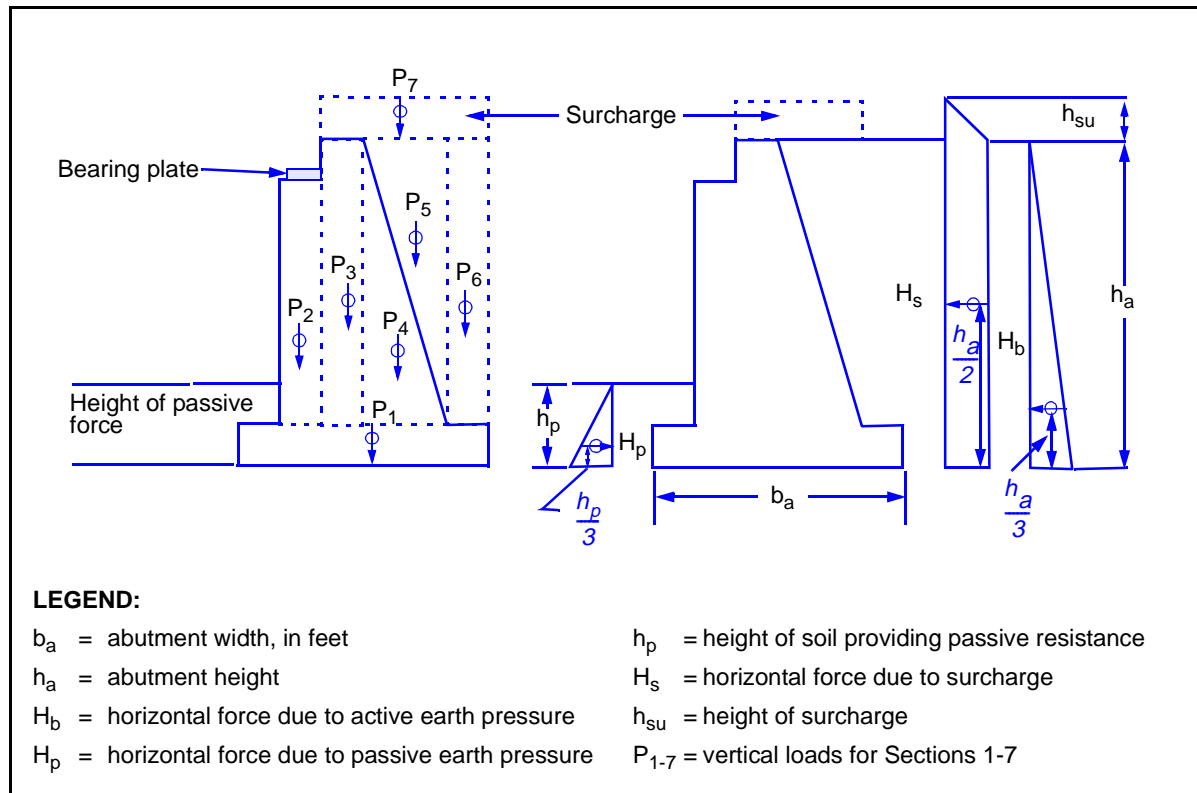 P7
Surcharge
hsu
Bearing plate
P5
P3
P6
P2
P4
Hs
ha
ha
2
Hb
Height of passive
force
P1
hp
Hp
ba
hp
3
ha
3
LEGEND:
ba = abutment width, in feet
ha = abutment height
Hb = horizontal force due to active earth pressure
Hp = horizontal force due to passive earth pressure
hp = height of soil providing passive resistance
Hs = horizontal force due to surcharge
hsu = height of surcharge
P1-7 = vertical loads for Sections 1-7